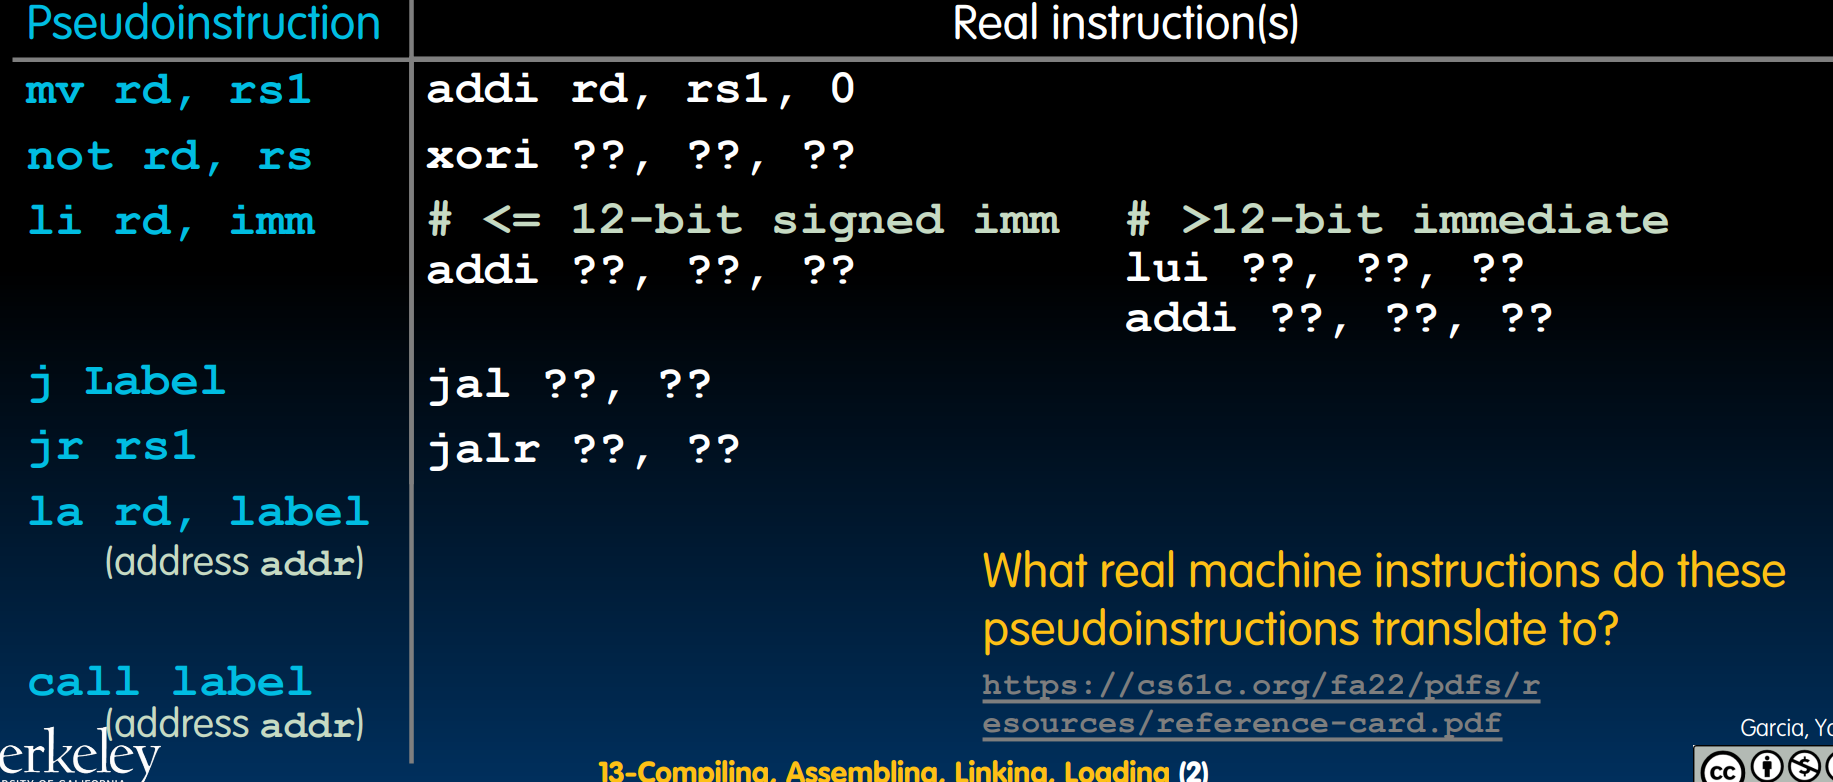 Pseudoinstruction Real instruction(s)
mv rd, rs1 addi rd, rs1, 0
not rd, rs xori ??, ??, ??
li rd, imm # <= 12-bit signed imm # >12-bit immediate
addi ??, ??, ?? lui ??, ??, ??
addi ??, ??, ??
j Label jal ??, ??
jr rs1 jalr ??, ??
la rd, label
(address addr)
What real machine instructions do these
pseudoinstructions translate to?
call label
(address addr)
https://cs61c.org/fa22/pdfs/r
esources/reference-card.pdf
erkeley
Garcia,
13-Compiling, Assembling, Linking, Loading (2)
cc